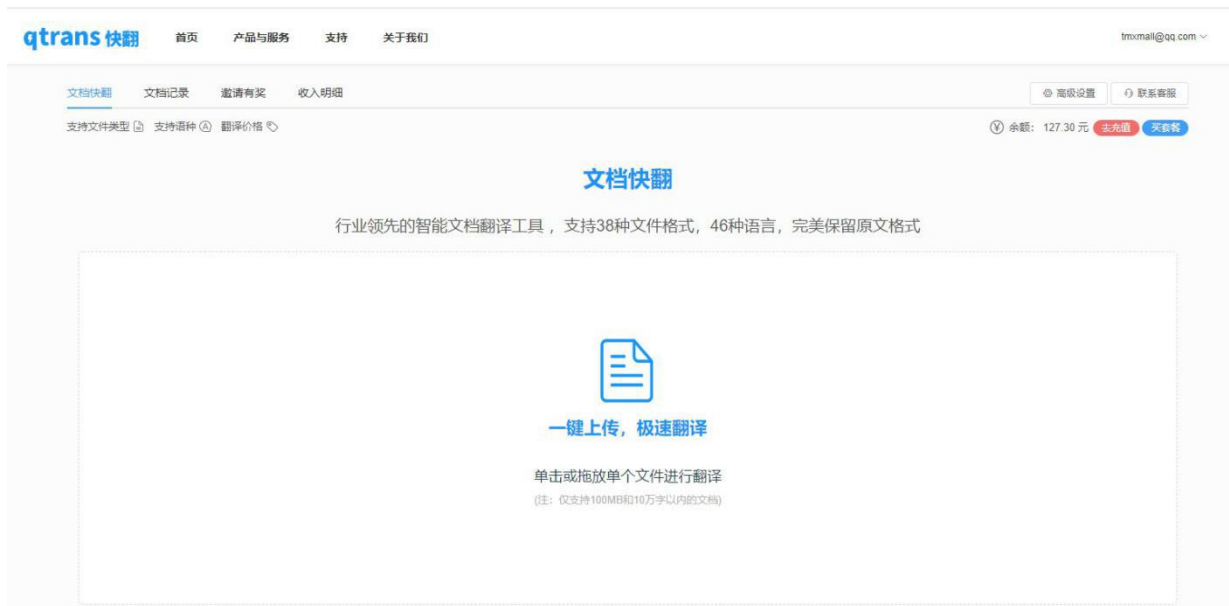 qtrans 快翻 首页 产品与服务 支持 关于我们 tmxmall@qq.com
文档快翻 文档记录 邀请有奖 收入明细 高级设置 联系客服
支持文件类型 支持语种 A 翻译价格 ¥ 余额：127.30 元 去充值 买套餐
文档快翻
行业领先的智能文档翻译工具，支持38种文件格式，46种语言，完美保留原文格式
一键上传，极速翻译
单击或拖放单个文件进行翻译
(注：仅支持100MB和10万字以内的文档)